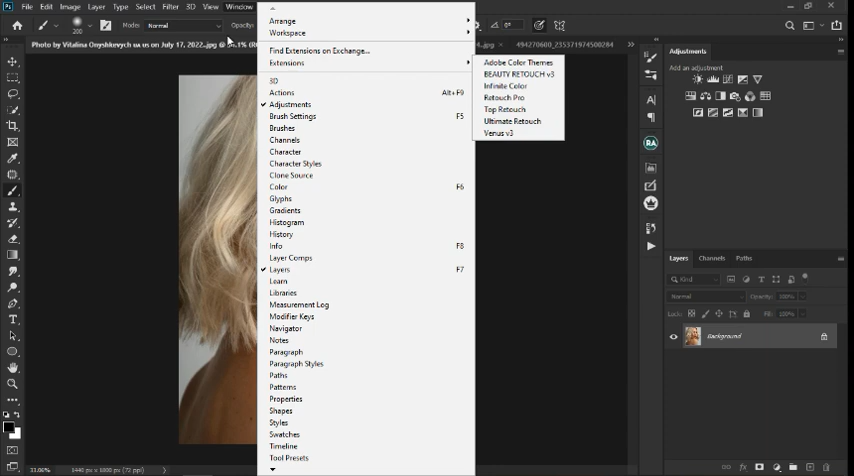 File Edit Image Layer Type Select Filter 3D View Window
200 Mode: Normal Opacity: 0°
Photo by Vitalina Onyshkevych ua us on July 17, 2022..jpg
4..jpg × 494270600_235371974500284
Arrange
Workspace
Find Extensions on Exchange...
Extensions
3D
Actions Alt+F9
Adjustments
Brush Settings F5
Brushes
Channels
Character
Character Styles
Clone Source
Color F6
Glyphs
Gradients
Histogram
History
Info F8
Layer Comps
Layers F7
Learn
Libraries
Measurement Log
Modifier Keys
Navigator
Notes
Paragraph
Paragraph Styles
Paths
Patterns
Properties
Shapes
Styles
Swatches
Timeline
Tool Presets
Adobe Color Themes
BEAUTY RETOUCH v3
Infinite Color
Retouch Pro
Top Retouch
Ultimate Retouch
Venus v3
RA
Adjustments
Add an adjustment
Layers Channels Paths
Kind
Normal Opacity: 100%
Lock: Fill: 100%
Background
fx
33.00%
(72 ppi)